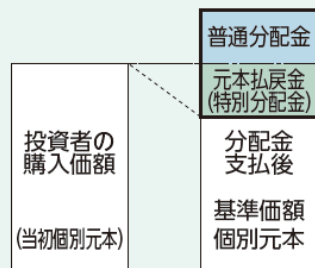 普通分配金
元本払戻金
(特別分配金)
投資者の
購入価額
(当初個別元本)
分配金
支払後
基準価額
個別元本